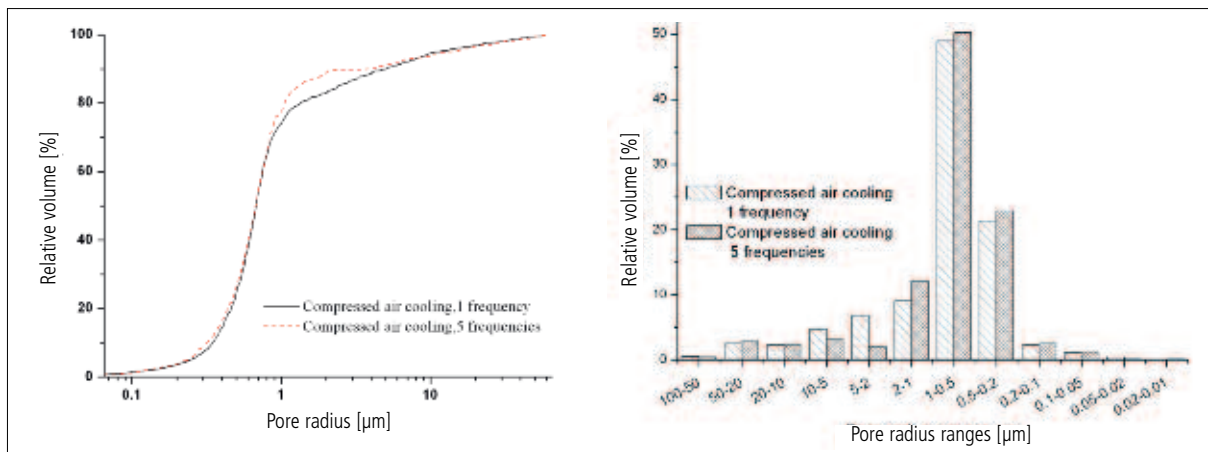 100
80
60
40
20
0
Relative volume [%]
Compressed air cooling,1 frequency
Compressed air cooling,5 frequencies
0.1 1 10
Pore radius [µm]
50
40
30
20
10
0
Relative volume [%]
Compressed air cooling
1 frequency
Compressed air cooling
5 frequencies
100-50 50-20 20-10 10-5 5-2 2-1 1-0.5 0.5-0.2 0.2-0.1 0.1-0.05 0.05-0.02 0.02-0.01
Pore radius ranges [µm]